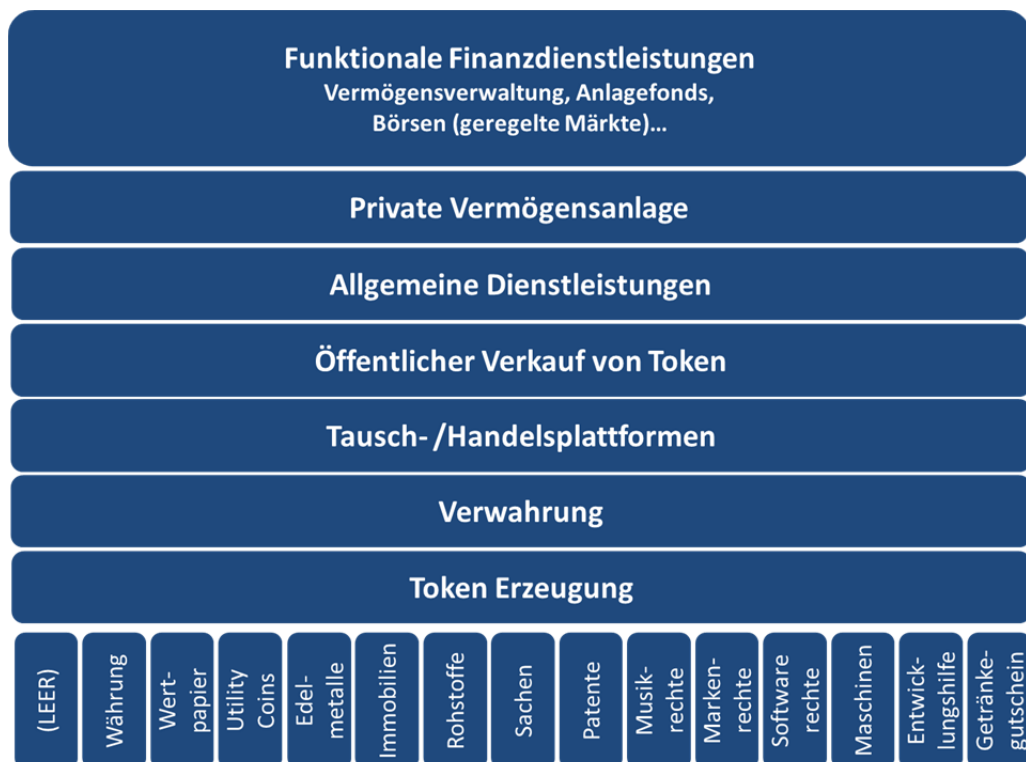 Funktionale Finanzdienstleistungen
Vermögensverwaltung, Anlagefonds,
Börsen (geregelte Märkte)...
Private Vermögensanlage
Allgemeine Dienstleistungen
Öffentlicher Verkauf von Token
Tausch- /Handelsplattformen
Verwahrung
Token Erzeugung
(LEER)
Währung
Wert-
papier
Utility
Coins
Edel-
metalle
Immobilien
Rohstoffe
Sachen
Patente
Musik-
rechte
Marken-
rechte
Software
rechte
Maschinen
Entwick-
lungshilfe
Getränke-
gutschein